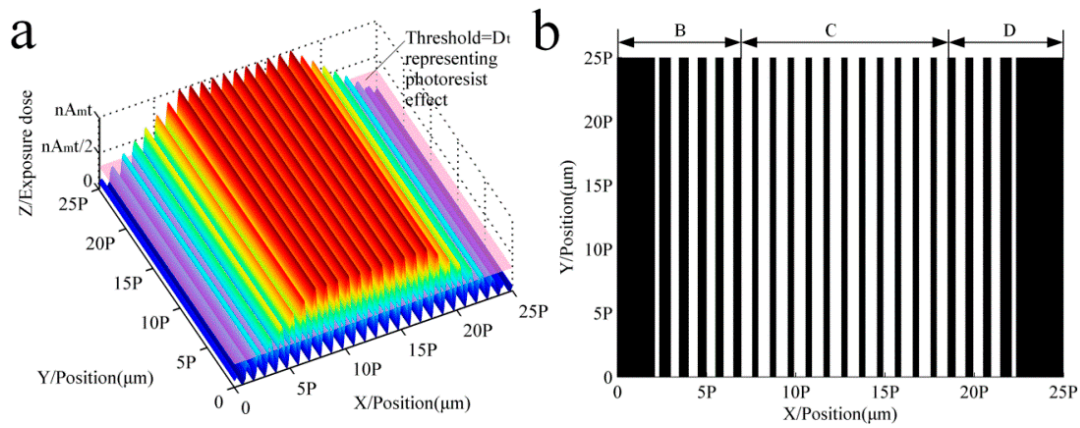 a
Threshold=Dt
representing
photoresist
effect
Z/Exposure dose
nAmt
nAmt/2
0
25P
20P
15P
10P
5P
0
Y/Position(μm)
0
5P
10P
15P
20P
25P
X/Position(μm)
b
B
C
D
25P
20P
15P
10P
5P
0
Y/Position(μm)
0
5P
10P
15P
20P
25P
X/Position(μm)